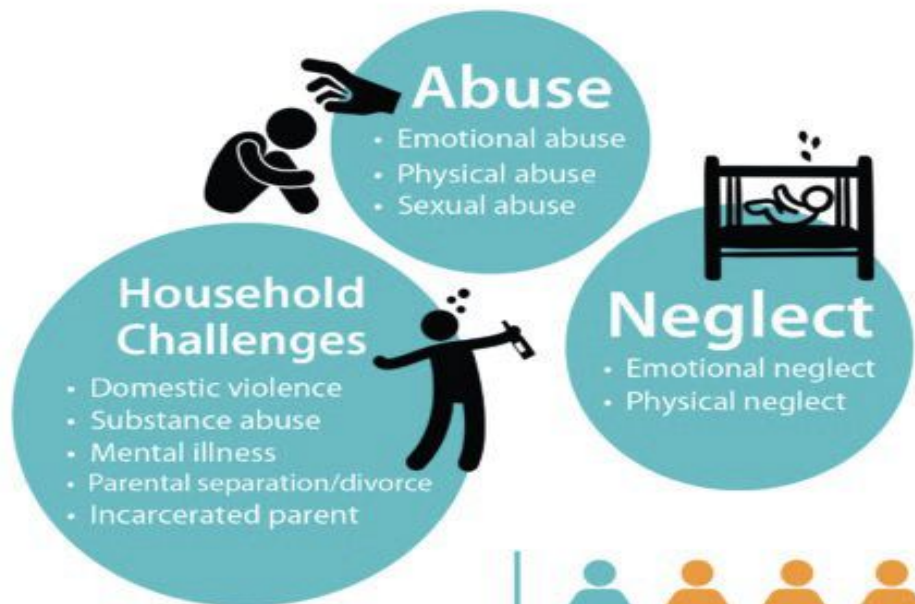 Abuse
• Emotional abuse
• Physical abuse
• Sexual abuse
Household
Challenges
• Domestic violence
• Substance abuse
• Mental illness
• Parental separation/divorce
• Incarcerated parent
Neglect
• Emotional neglect
• Physical neglect